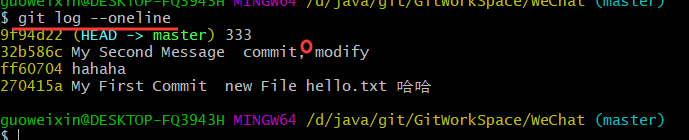 guoweixin@DESKTOP-FQ3943H MINGW64 /d/java/git/GitWorkSpace/WeChat (master)
$ git log --oneline
9f94d22 (HEAD -> master) 333
32b586c My Second Message  commit, modify
ff60704 hahaha
270415a My First Commit  new File hello.txt 哈哈
guoweixin@DESKTOP-FQ3943H MINGW64 /d/java/git/GitWorkSpace/WeChat (master)
$